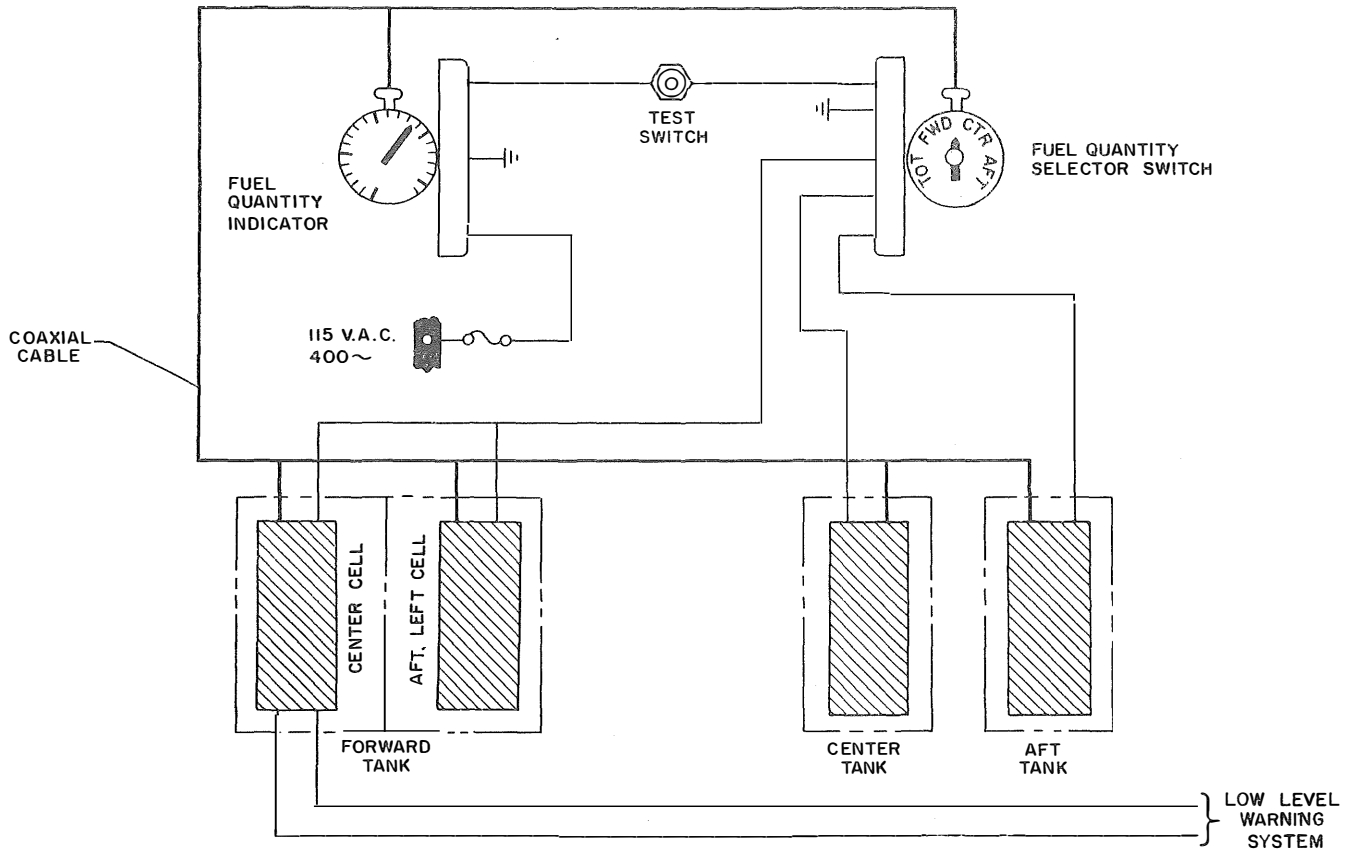 TEST
SWITCH
TOT FWD CTR AFT
FUEL QUANTITY
SELECTOR SWITCH
FUEL
QUANTITY
INDICATOR
115 V.A.C.
400~
COAXIAL
CABLE
CENTER CELL
AFT, LEFT CELL
FORWARD
TANK
CENTER
TANK
AFT
TANK
LOW LEVEL
WARNING
SYSTEM